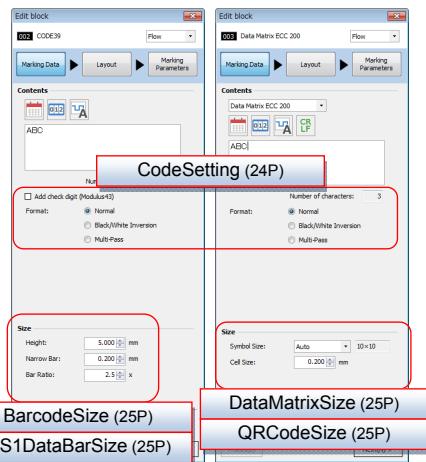 Edit block
002 CODE39
Flow
Marking Data
Layout
Marking
Parameters
Contents
ABC
Add check digit (Modulus43)
Format:
Normal
Black/White Inversion
Multi-Pass
Size
Height:
5.000 mm
Narrow Bar:
0.200 mm
Bar Ratio:
2.5 x
BarcodeSize (25P)
S1DataBarSize (25P)
CodeSetting (24P)
Edit block
003 Data Matrix ECC 200
Flow
Marking Data
Layout
Marking
Parameters
Contents
Data Matrix ECC 200
CR
LF
ABC
Number of characters: 3
Format:
Normal
Black/White Inversion
Multi-Pass
Size
Symbol Size:
Auto
10×10
Cell Size:
0.200 mm
DataMatrixSize (25P)
QRCodeSize (25P)